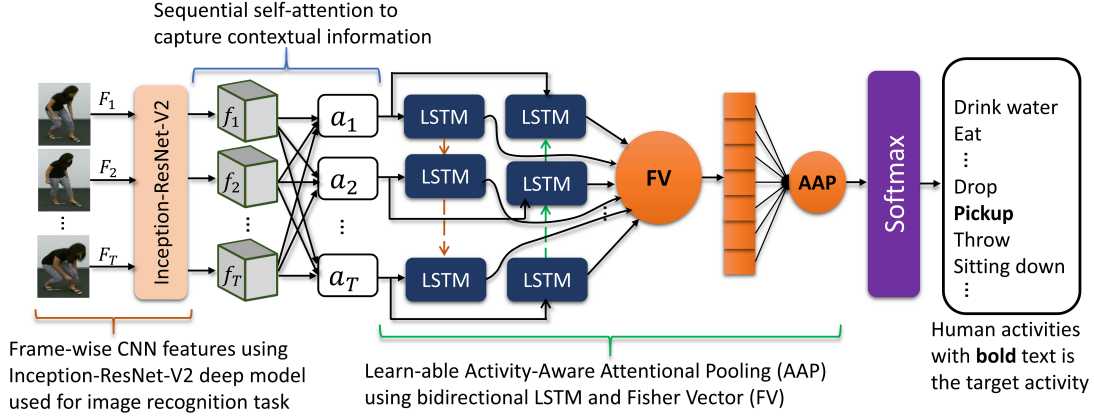 Sequential self-attention to
capture contextual information
F₁
F₂
⋮
F_T
Inception-ResNet-V2
f₁
f₂
⋮
f_T
a₁
a₂
⋮
a_T
LSTM
LSTM
LSTM
LSTM
LSTM
LSTM
⋮
FV
AAP
Softmax
Drink water
Eat
⋮
Drop
Pickup
Throw
Sitting down
⋮
Frame-wise CNN features using
Inception-ResNet-V2 deep model
used for image recognition task
Learn-able Activity-Aware Attentional Pooling (AAP)
using bidirectional LSTM and Fisher Vector (FV)
Human activities
with bold text is
the target activity